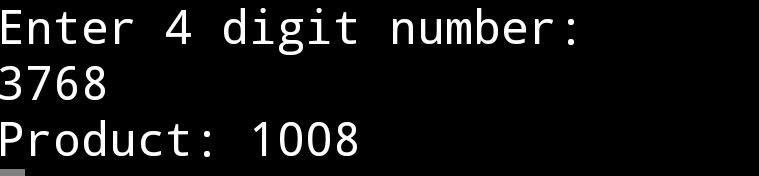 Enter 4 digit number:
3768
Product: 1008